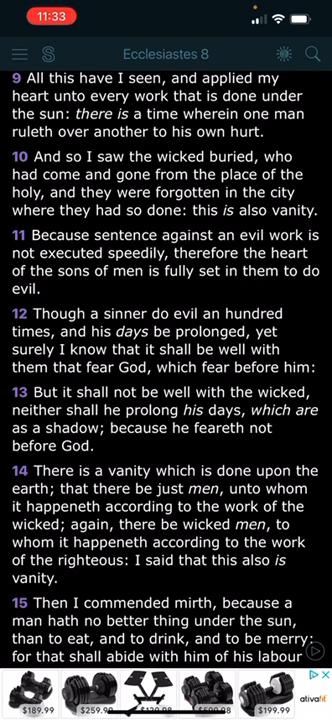 11:33
Ecclesiastes 8
9 All this have I seen, and applied my
heart unto every work that is done under
the sun: there is a time wherein one man
ruleth over another to his own hurt.
10 And so I saw the wicked buried, who
had come and gone from the place of the
holy, and they were forgotten in the city
where they had so done: this is also vanity.
11 Because sentence against an evil work is
not executed speedily, therefore the heart
of the sons of men is fully set in them to do
evil.
12 Though a sinner do evil an hundred
times, and his days be prolonged, yet
surely I know that it shall be well with
them that fear God, which fear before him:
13 But it shall not be well with the wicked,
neither shall he prolong his days, which are
as a shadow; because he feareth not
before God.
14 There is a vanity which is done upon the
earth; that there be just men, unto whom
it happeneth according to the work of the
wicked; again, there be wicked men, to
whom it happeneth according to the work
of the righteous: I said that this also is
vanity.
15 Then I commended mirth, because a
man hath no better thing under the sun,
than to eat, and to drink, and to be merry:
for that shall abide with him of his labour
$189.99 $259.9 $199.99
ativafit